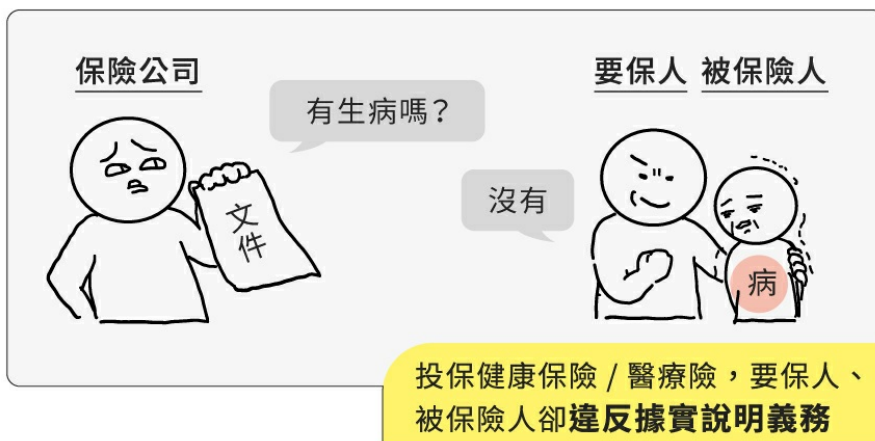 保險公司
有生病嗎？
文件
要保人 被保險人
沒有
病
投保健康保險 / 醫療險，要保人、
被保險人卻違反據實說明義務